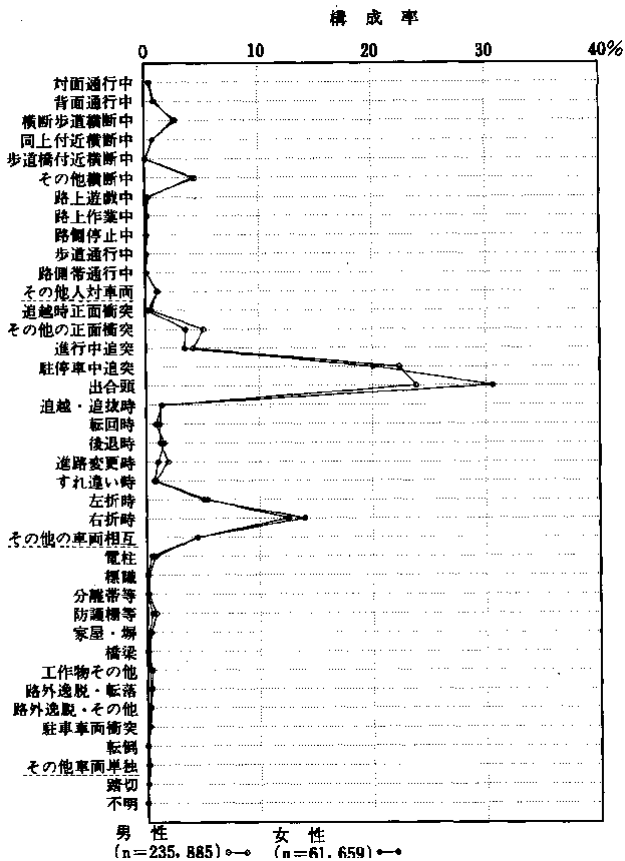 構成率
0 10 20 30 40%
対面通行中
背面通行中
横断歩道横断中
同上付近横断中
歩道橋付近横断中
その他横断中
路上遊戯中
路上作業中
路側停止中
歩道通行中
路側帯通行中
その他人対車両
追越時正面衝突
その他の正面衝突
進行中追突
駐停車中追突
出合頭
追越・追抜時
転回時
後退時
進路変更時
すれ違い時
左折時
右折時
その他の車両相互
電柱
標識
分離帯等
防護柵等
家屋・塀
橋梁
工作物その他
路外逸脱・転落
路外逸脱・その他
駐車車両衝突
転倒
その他車両単独
踏切
不明
男性 女性
(n=235,885) (n=61,659)